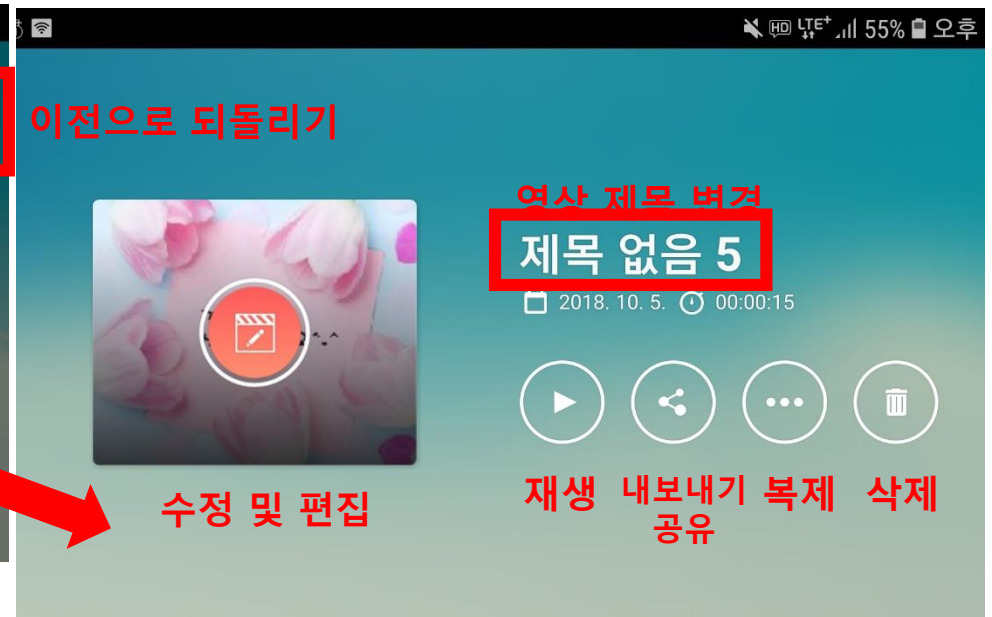 HD LTE+ 55% 오후
이전으로 되돌리기
영상 제목 변경
제목 없음 5
2018. 10. 5. 00:00:15
재생 내보내기 복제 삭제
공유
수정 및 편집